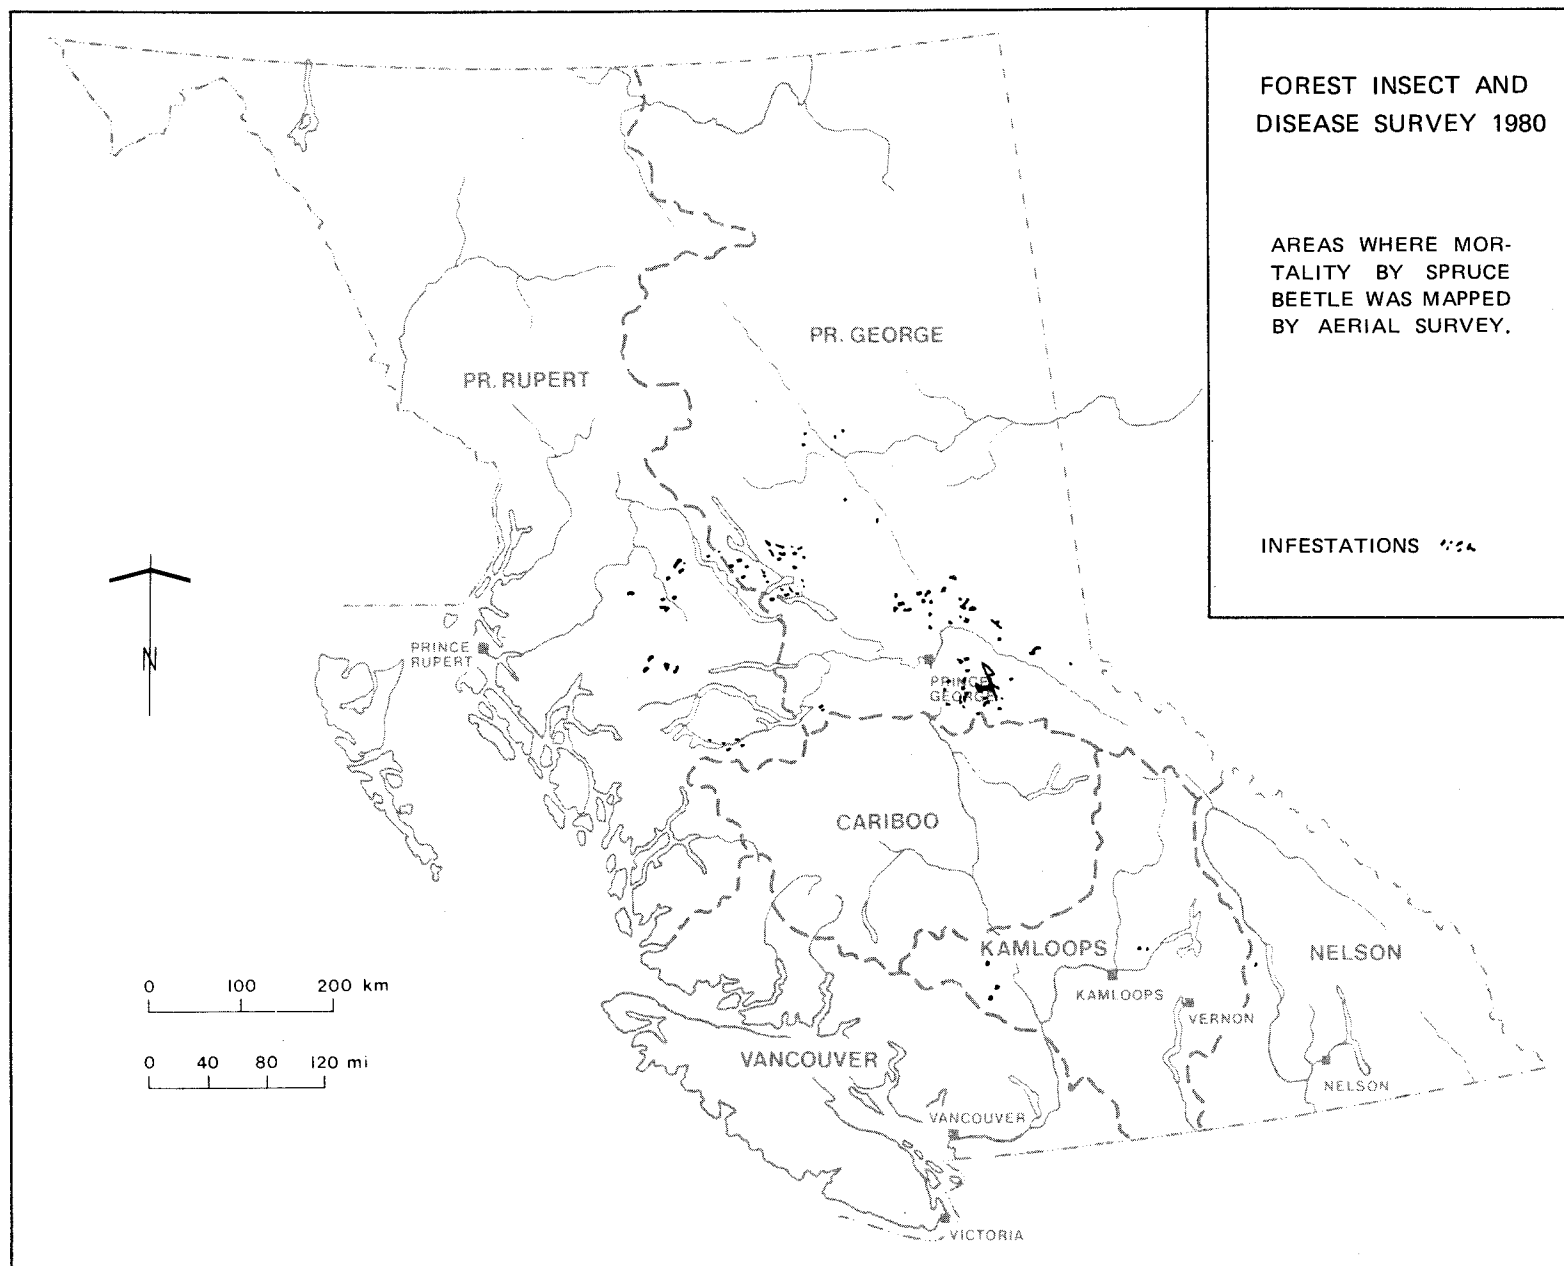 FOREST INSECT AND
DISEASE SURVEY 1980
AREAS WHERE MOR-
TALITY BY SPRUCE
BEETLE WAS MAPPED
BY AERIAL SURVEY.
INFESTATIONS
PR. GEORGE
PR. RUPERT
N
PRINCE
RUPERT
PRINCE
GEORGE
CARIBOO
KAMLOOPS
NELSON
KAMLOOPS
VERNON
0 100 200 km
VANCOUVER
0 40 80 120 mi
NELSON
VANCOUVER
VICTORIA